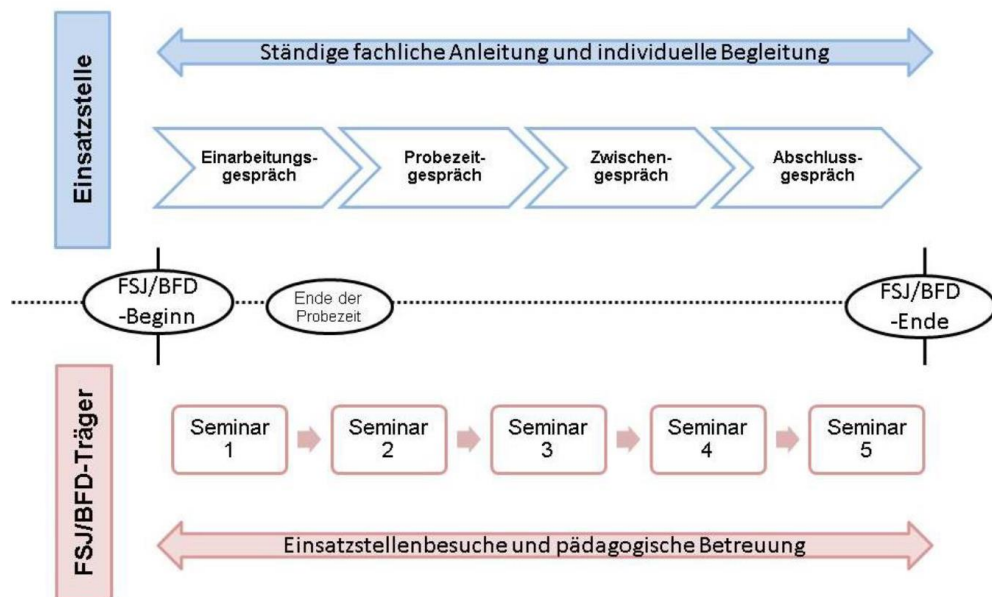 Einsatzstelle
Ständige fachliche Anleitung und individuelle Begleitung
Einarbeitungs-
gespräch
Probezeit-
gespräch
Zwischen-
gespräch
Abschluss-
gespräch
FSJ/BFD
-Beginn
Ende der
Probezeit
FSJ/BFD
-Ende
FSJ/BFD-Träger
Seminar
1
Seminar
2
Seminar
3
Seminar
4
Seminar
5
Einsatzstellenbesuche und pädagogische Betreuung